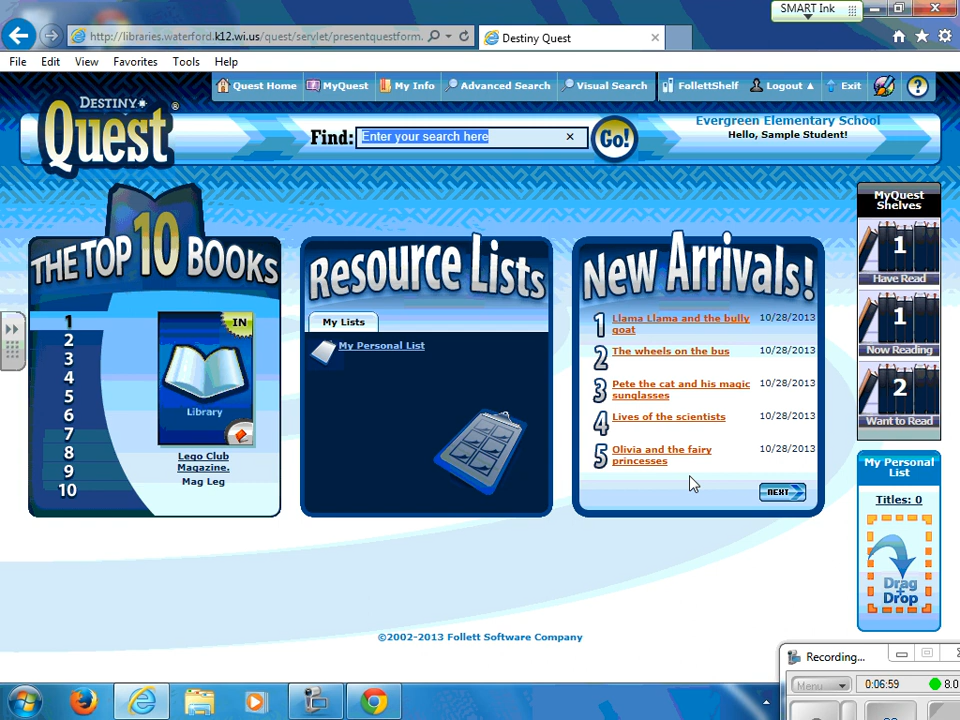 SMART Ink
http://libraries.waterford.k12.wi.us/quest/servlet/presentquestform.
Destiny Quest
File Edit View Favorites Tools Help
Quest Home MyQuest My Info Advanced Search Visual Search FollettShelf Logout Exit ?
DESTINY
Quest®
Find: Enter your search here × Go!
Evergreen Elementary School
Hello, Sample Student!
THE TOP 10 BOOKS
1
2
3
4
5
6
7
8
9
10
IN
Library
Lego Club
Magazine.
Mag Leg
Resource Lists
My Lists
My Personal List
New Arrivals!
1 Llama Llama and the bully 10/28/2013
goat
2 The wheels on the bus 10/28/2013
3 Pete the cat and his magic 10/28/2013
sunglasses
4 Lives of the scientists 10/28/2013
5 Olivia and the fairy 10/28/2013
princesses
NEXT
MyQuest
Shelves
1
Have Read
1
Now Reading
2
Want to Read
My Personal
List
Titles: 0
Drag
+
Drop
©2002-2013 Follett Software Company
Recording...
Menu 0:06:59 8.0